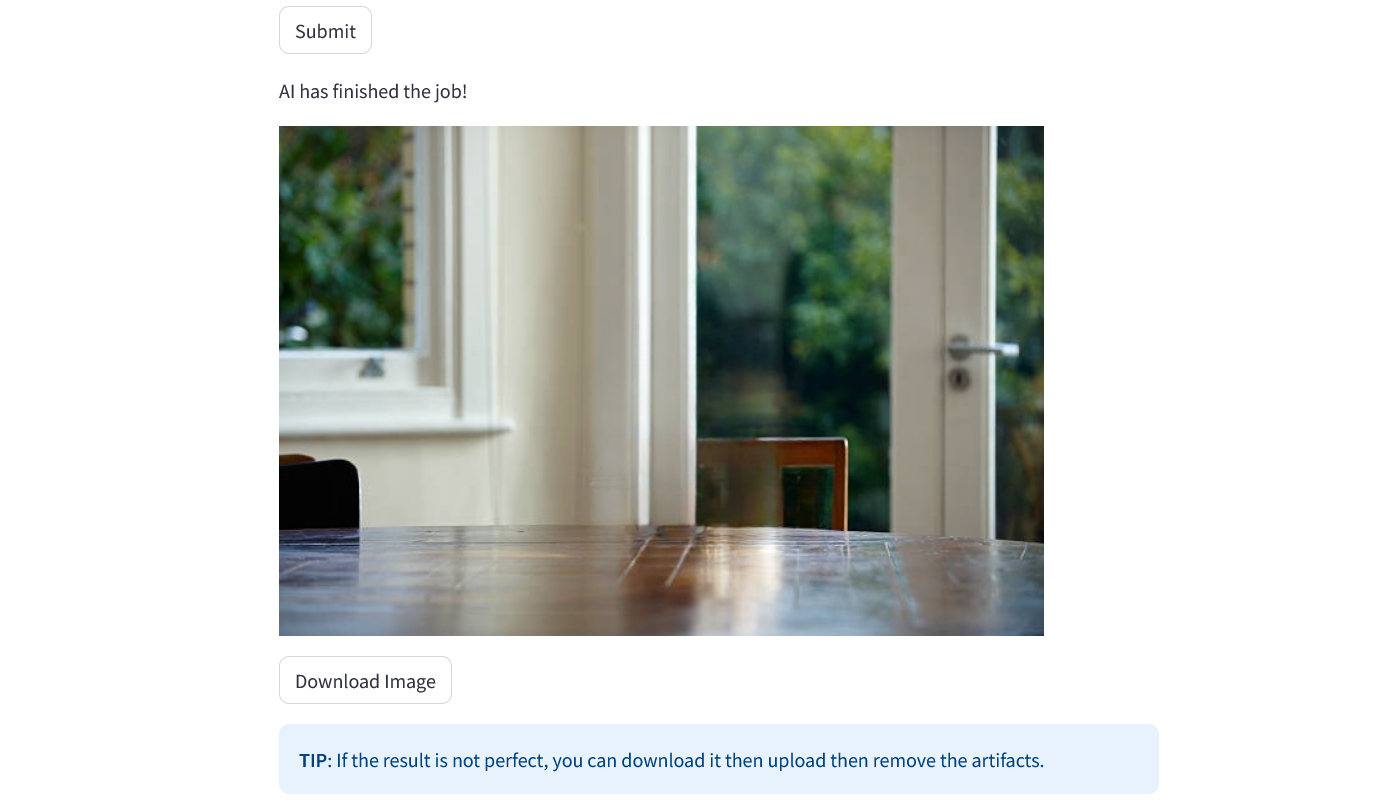 Submit
AI has finished the job!
Download Image
TIP: If the result is not perfect, you can download it then upload then remove the artifacts.